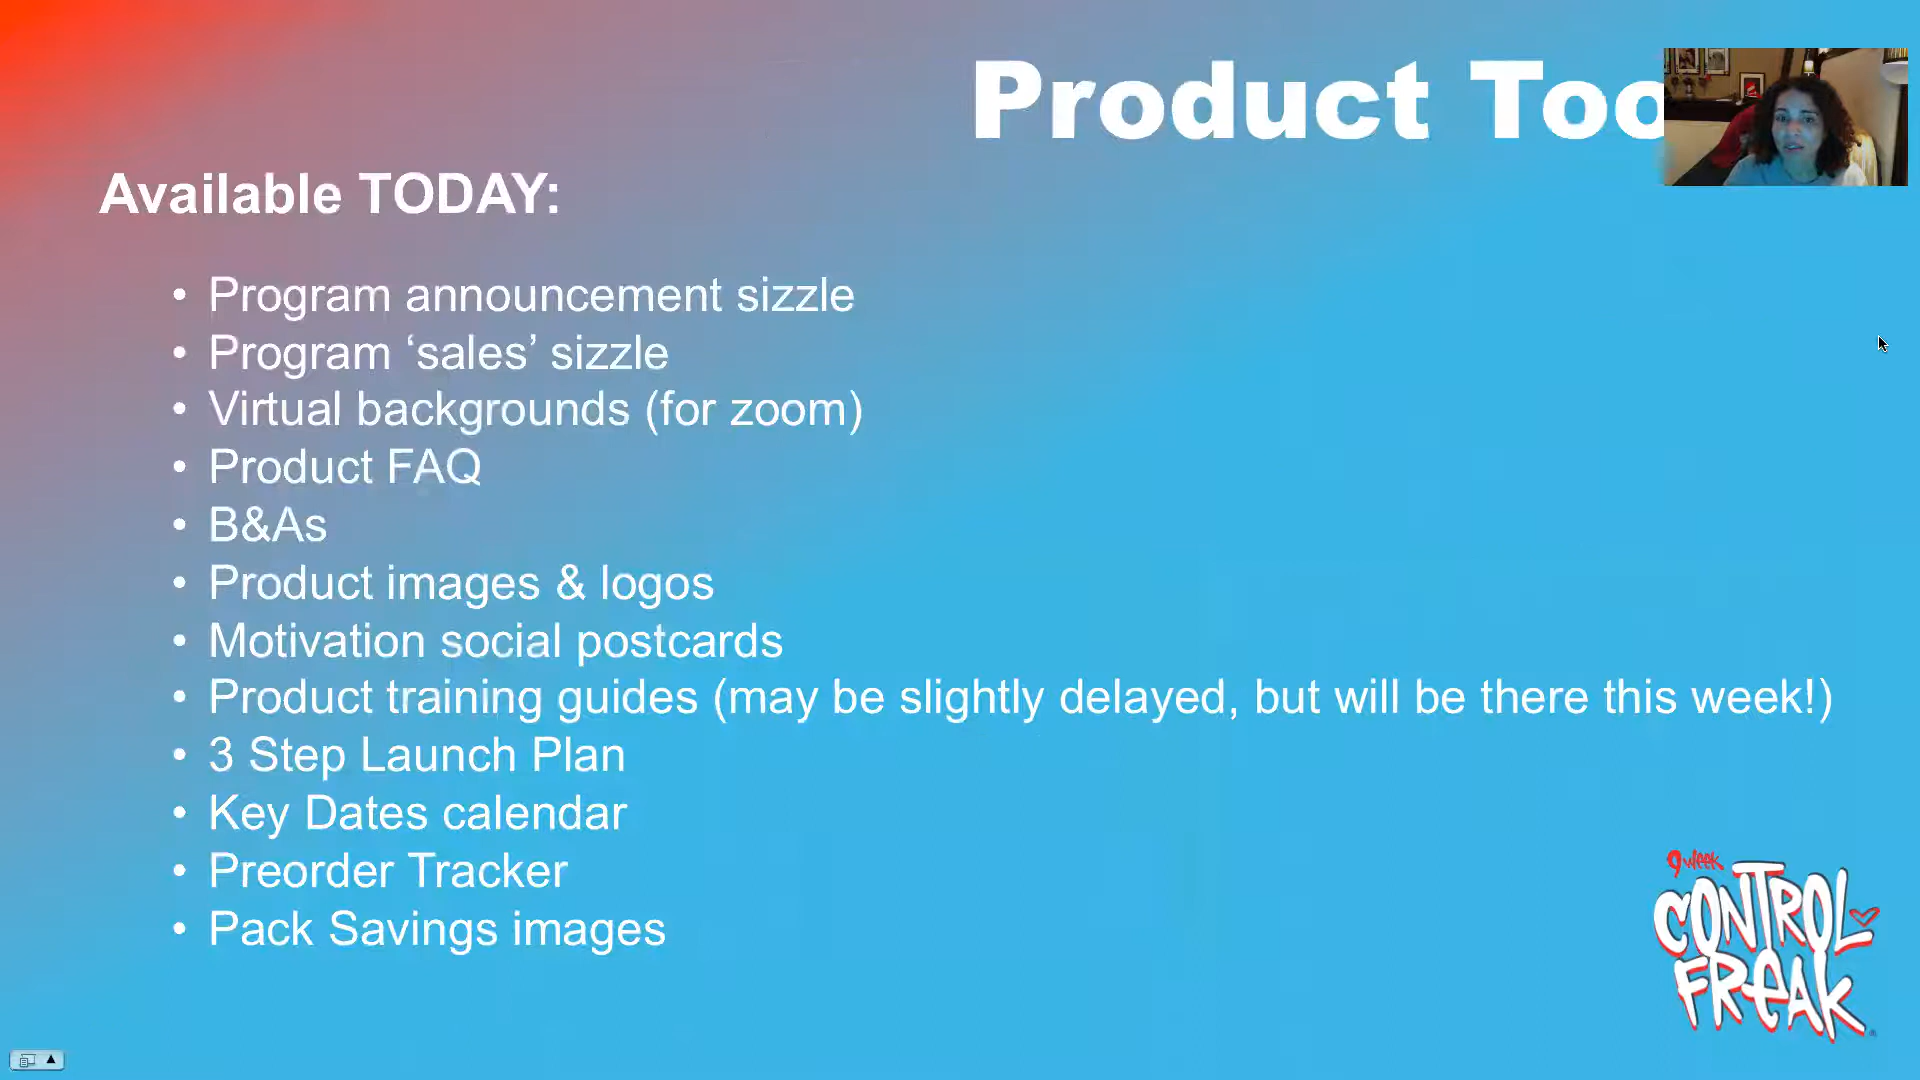 Product Too
Available TODAY:
• Program announcement sizzle
• Program ‘sales’ sizzle
• Virtual backgrounds (for zoom)
• Product FAQ
• B&As
• Product images & logos
• Motivation social postcards
• Product training guides (may be slightly delayed, but will be there this week!)
• 3 Step Launch Plan
• Key Dates calendar
• Preorder Tracker
• Pack Savings images
9 week
CONTROL
FREAK